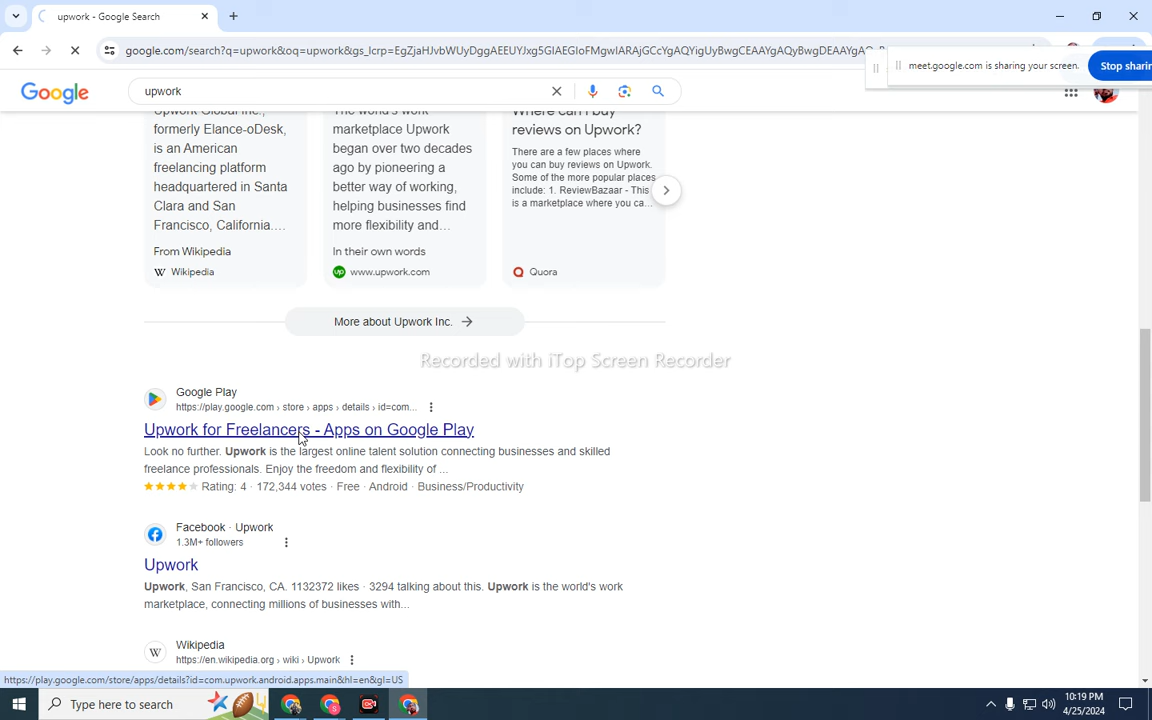 upwork - Google Search
google.com/search?q=upwork&oq=upwork&gs_lcrp=
meet.google.com is sharing your screen.
Stop sharin
Google
upwork
Upwork Global Inc.,
formerly Elance-oDesk,
is an American
freelancing platform
headquartered in Santa
Clara and San
Francisco, California....
From Wikipedia
Wikipedia
The world's work
marketplace Upwork
began over two decades
ago by pioneering a
better way of working,
helping businesses find
more flexibility and...
In their own words
up
www.upwork.com
Where can I buy
reviews on Upwork?
There are a few places where
you can buy reviews on Upwork.
Some of the more popular places
include: 1. ReviewBazaar - This
is a marketplace where you ca...
Quora
More about Upwork Inc.
Recorded with iTop Screen Recorder
Google Play
https://play.google.com › store › apps › details › id=com...
Upwork for Freelancers - Apps on Google Play
Look no further. Upwork is the largest online talent solution connecting businesses and skilled
freelance professionals. Enjoy the freedom and flexibility of ...
Rating: 4 · 172,344 votes · Free · Android · Business/Productivity
Facebook · Upwork
1.3M+ followers
Upwork
Upwork, San Francisco, CA. 1132372 likes · 3294 talking about this. Upwork is the world's work
marketplace, connecting millions of businesses with...
W
Wikipedia
https://en.wikipedia.org › wiki › Upwork
https://play.google.com/store/apps/details?id=com.upwork.android.apps.main&hl=en&gl=US
Type here to search
10:19 PM
4/25/2024